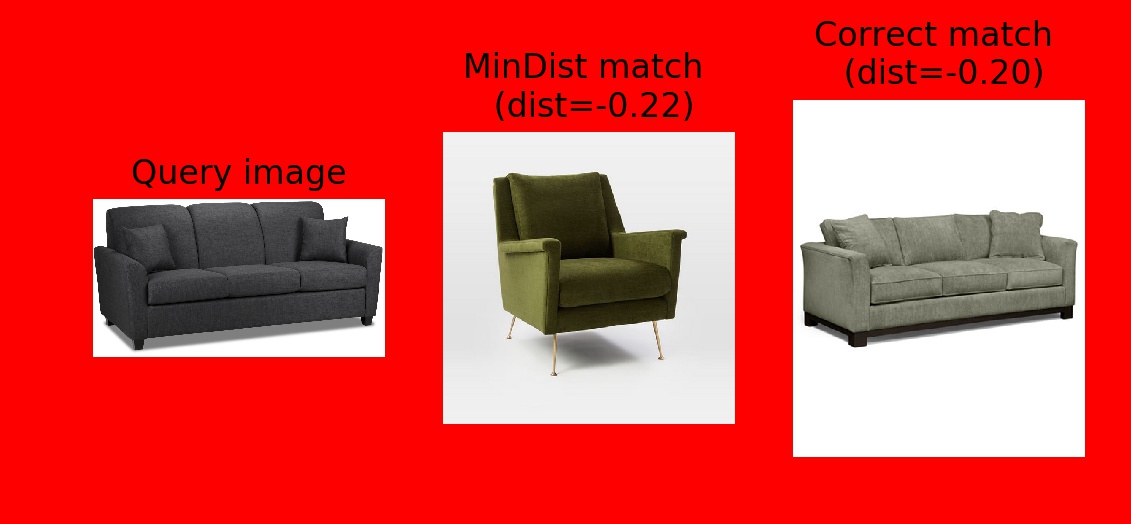 Query image
MinDist match
(dist=-0.22)
Correct match
(dist=-0.20)